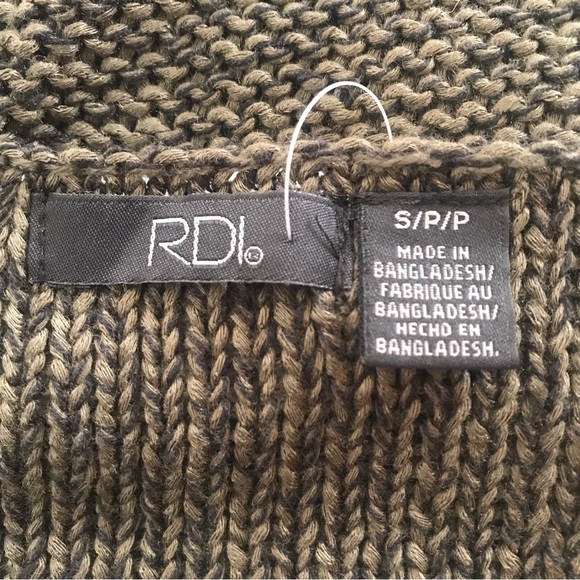 RDI®
S/P/P
MADE IN
BANGLADESH/
FABRIQUE AU
BANGLADESH/
HECHO EN
BANGLADESH.